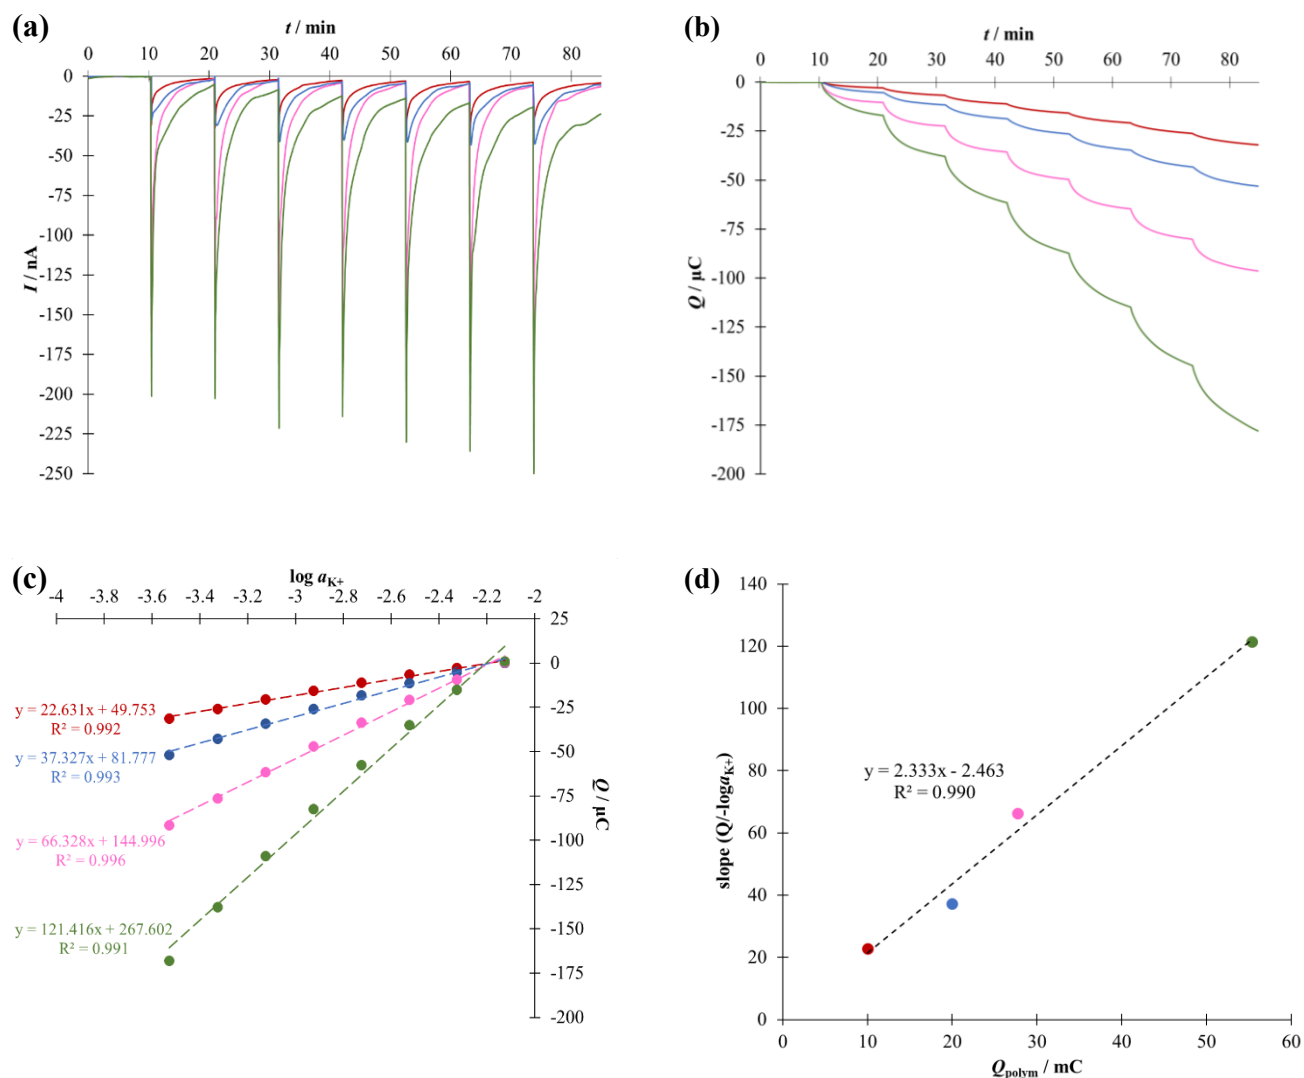 (a)
t / min
0 10 20 30 40 50 60 70 80
0
-25
-50
-75
-100
-125
-150
-175
-200
-225
-250
I / nA
(b)
t / min
0 10 20 30 40 50 60 70 80
0
-25
-50
-75
-100
-125
-150
-175
-200
Q / µC
(c)
log aK+
-4 -3.8 -3.6 -3.4 -3.2 -3 -2.8 -2.6 -2.4 -2.2 -2
25
0
-25
-50
-75
-100
-125
-150
-175
-200
Q / µC
y = 22.631x + 49.753
R² = 0.992
y = 37.327x + 81.777
R² = 0.993
y = 66.328x + 144.996
R² = 0.996
y = 121.416x + 267.602
R² = 0.991
(d)
140
120
100
80
60
40
20
0
slope (Q/-logaK+)
y = 2.333x - 2.463
R² = 0.990
0 10 20 30 40 50 60
Qpolym / mC